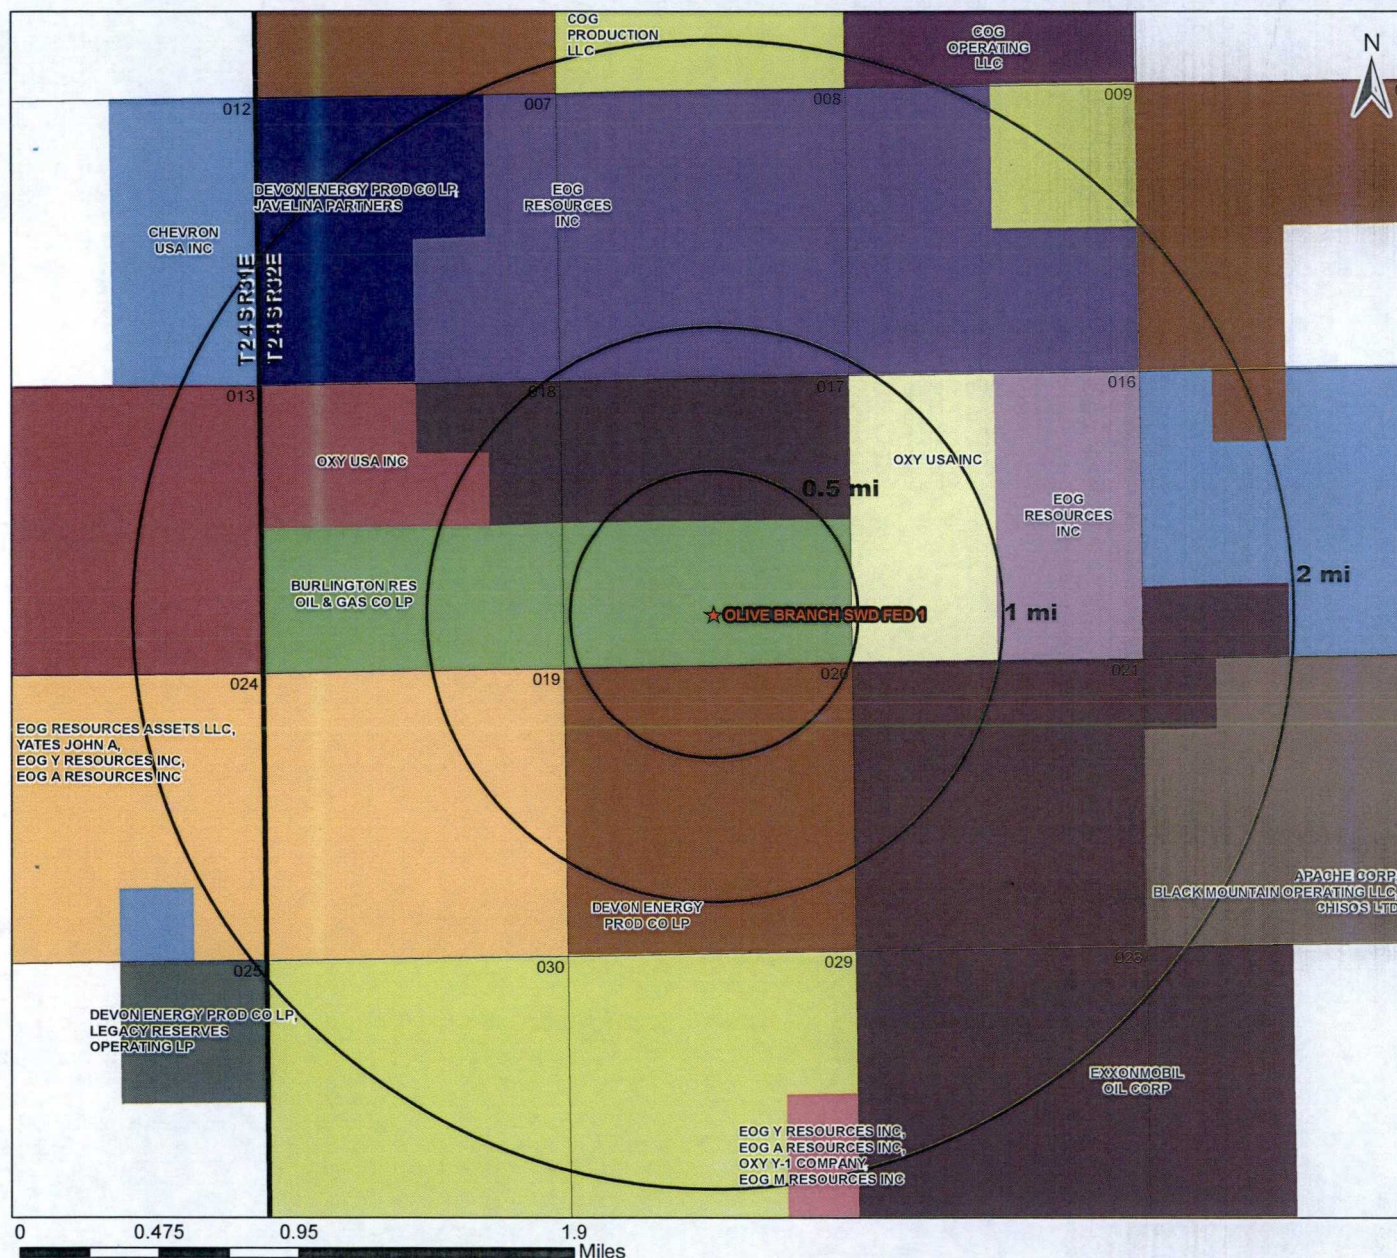 COG
PRODUCTION
LLC
COG
OPERATING
LLC
N
012
007
008
009
DEVON ENERGY PROD CO LP,
JAVELINA PARTNERS
EOG
RESOURCES
INC
CHEVRON
USA INC
T24S R31E
T24S R32E
013
018
017
016
OXY USA INC
OXY USA INC
0.5 mi
EOG
RESOURCES
INC
2 mi
BURLINGTON RES
OIL & GAS CO LP
OLIVE BRANCH SWD FED 1
1 mi
024
019
020
021
EOG RESOURCES ASSETS LLC,
YATES JOHN A,
EOG Y RESOURCES INC,
EOG A RESOURCES INC
APACHE CORP,
BLACK MOUNTAIN OPERATING LLC,
CHISOS LTD
DEVON ENERGY
PROD CO LP
025
030
029
028
DEVON ENERGY PROD CO LP,
LEGACY RESERVES
OPERATING LP
EXXONMOBIL
OIL CORP
EOG Y RESOURCES INC,
EOG A RESOURCES INC,
OXY Y-1 COMPANY,
EOG M RESOURCES INC
0 0.475 0.95 1.9
Miles